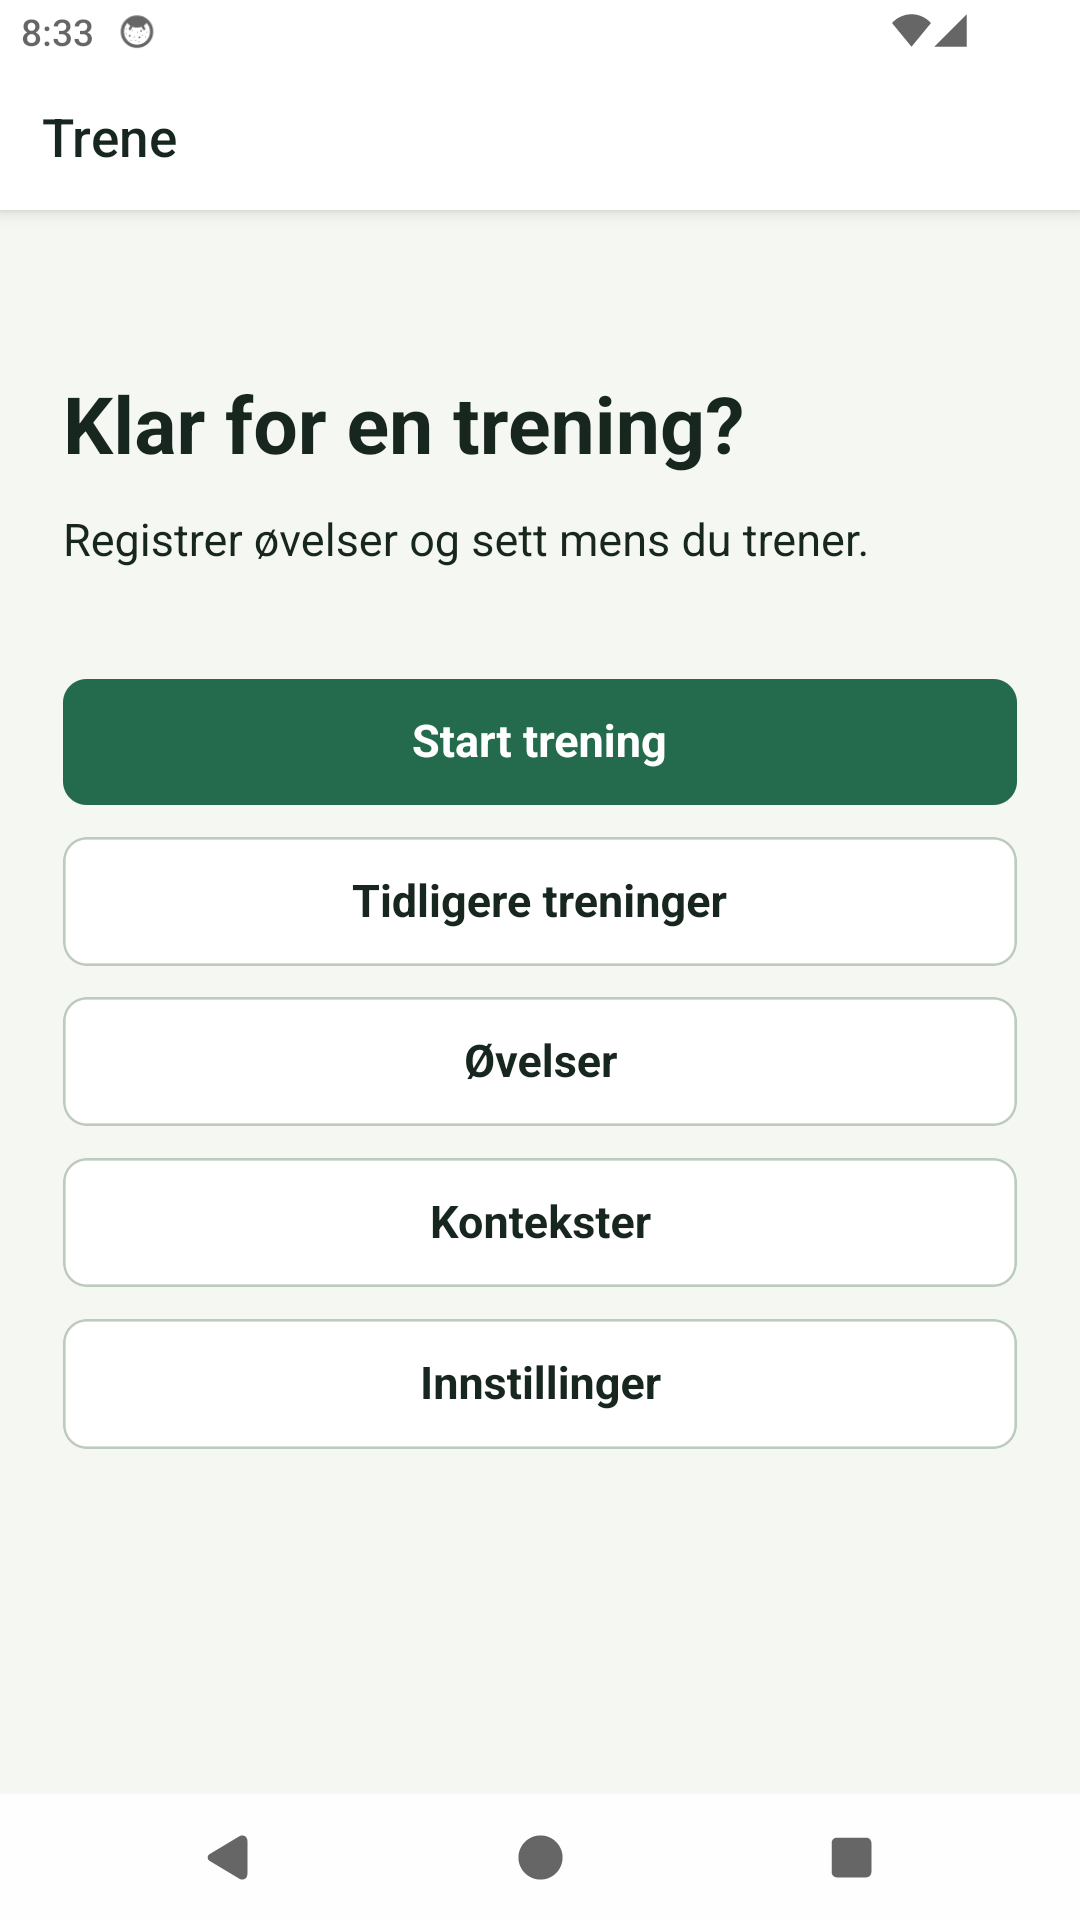 8:33
Trene
Klar for en trening?
Registrer øvelser og sett mens du trener.
Start trening
Tidligere treninger
Øvelser
Kontekster
Innstillinger